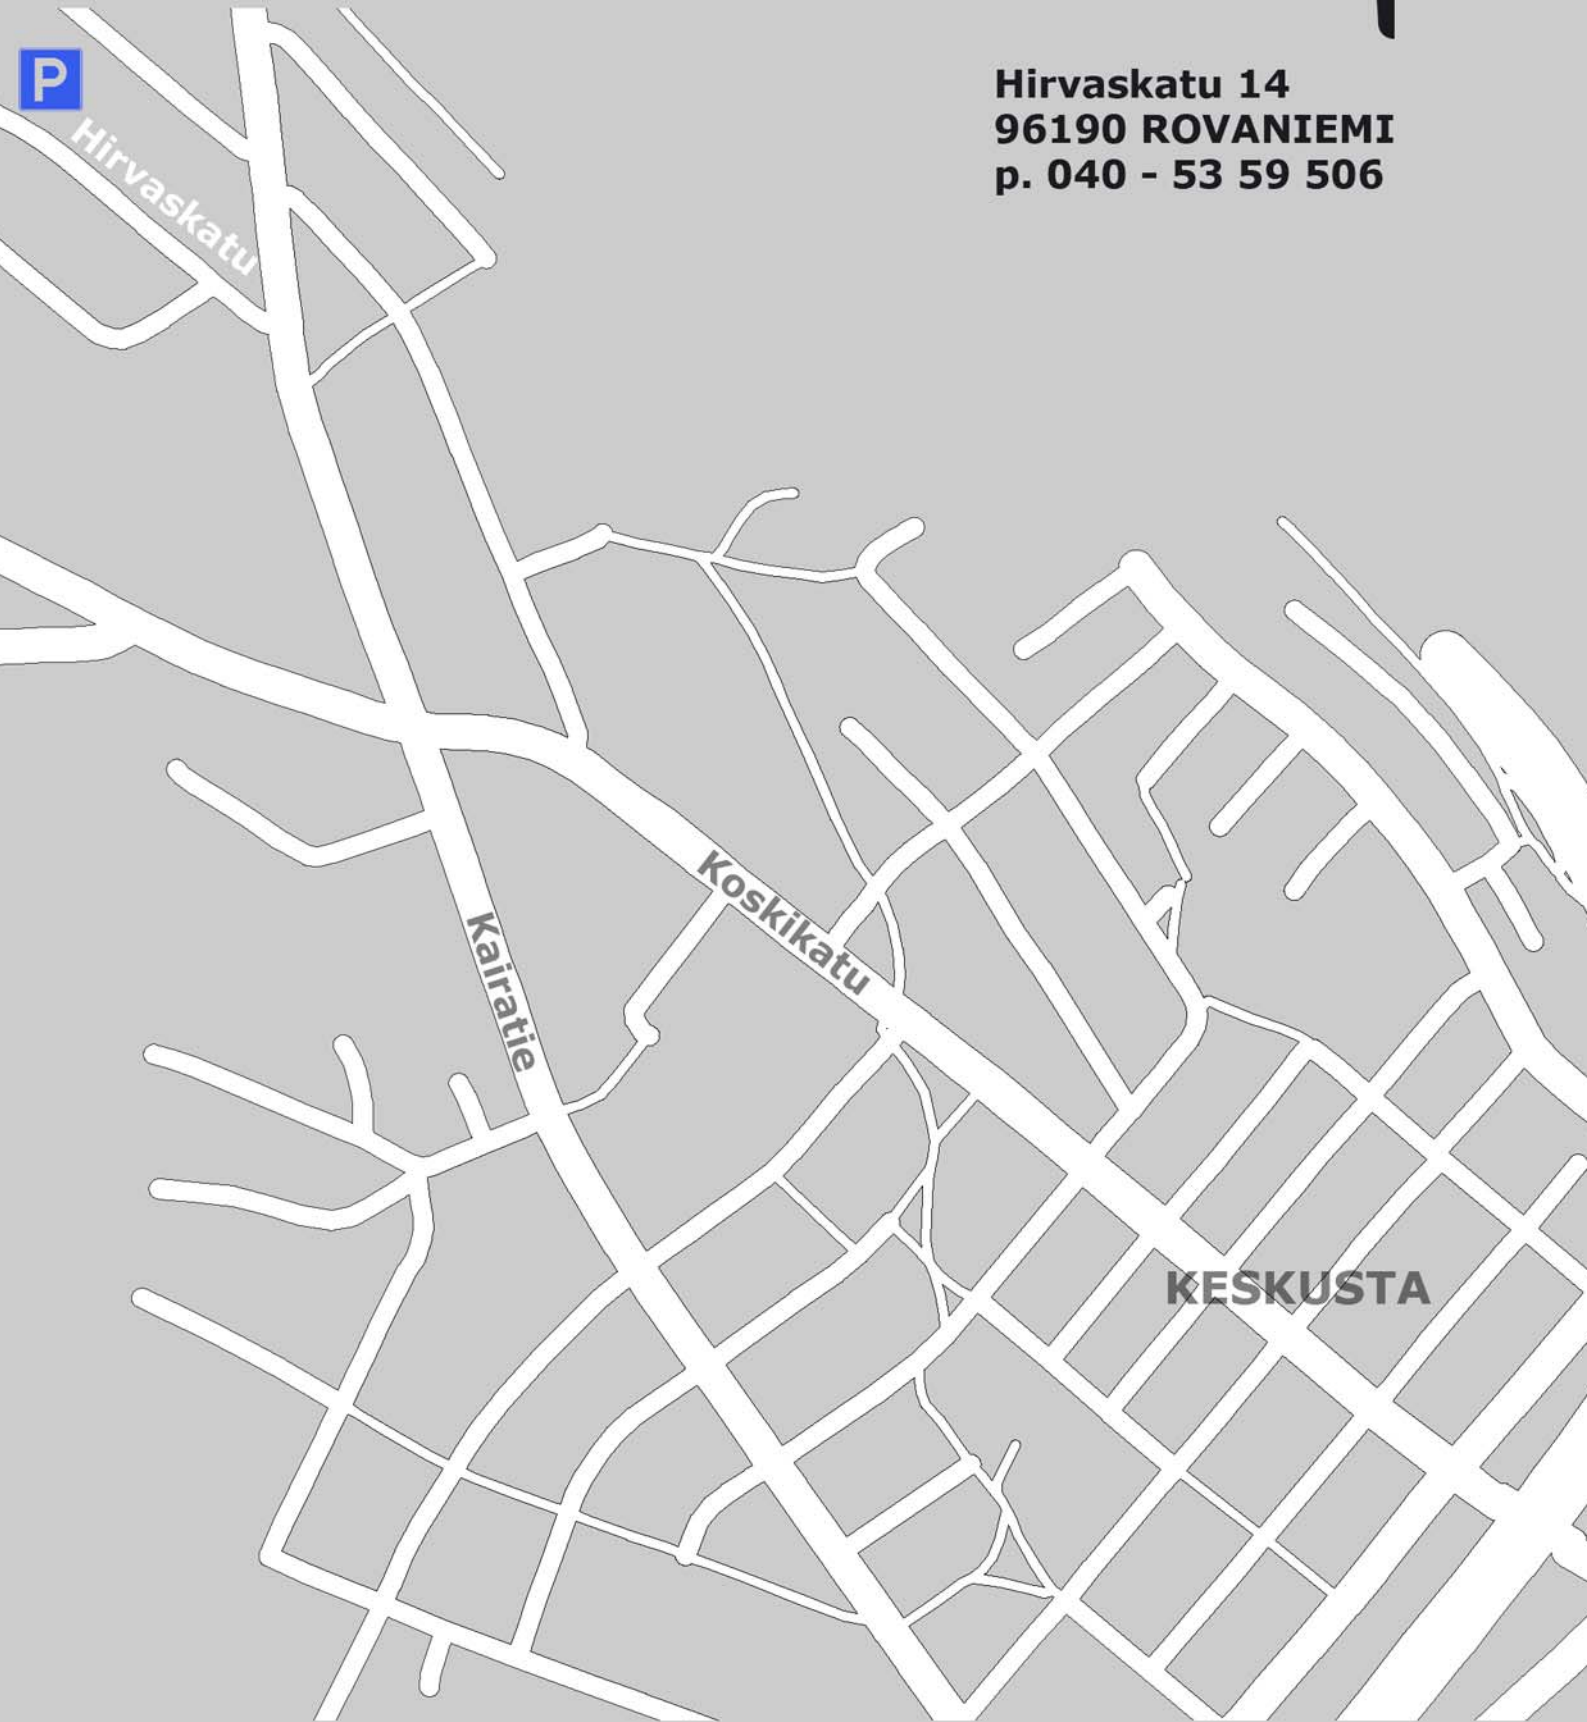 P
Hirvaskatu 14
96190 ROVANIEMI
p. 040 - 53 59 506
Hirvaskatu
Koskikatu
Kairatie
KESKUSTA